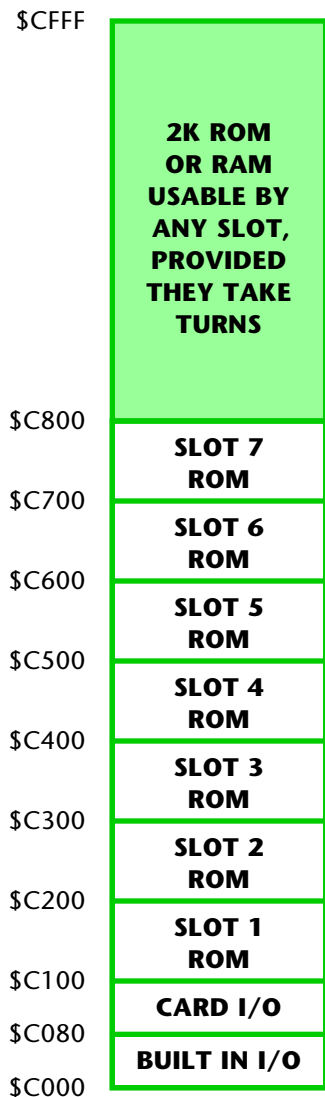 $CFFF
2K ROM
OR RAM
USABLE BY
ANY SLOT,
PROVIDED
THEY TAKE
TURNS
$C800
SLOT 7
ROM
$C700
SLOT 6
ROM
$C600
SLOT 5
ROM
$C500
SLOT 4
ROM
$C400
SLOT 3
ROM
$C300
SLOT 2
ROM
$C200
SLOT 1
ROM
$C100
CARD I/O
$C080
BUILT IN I/O
$C000